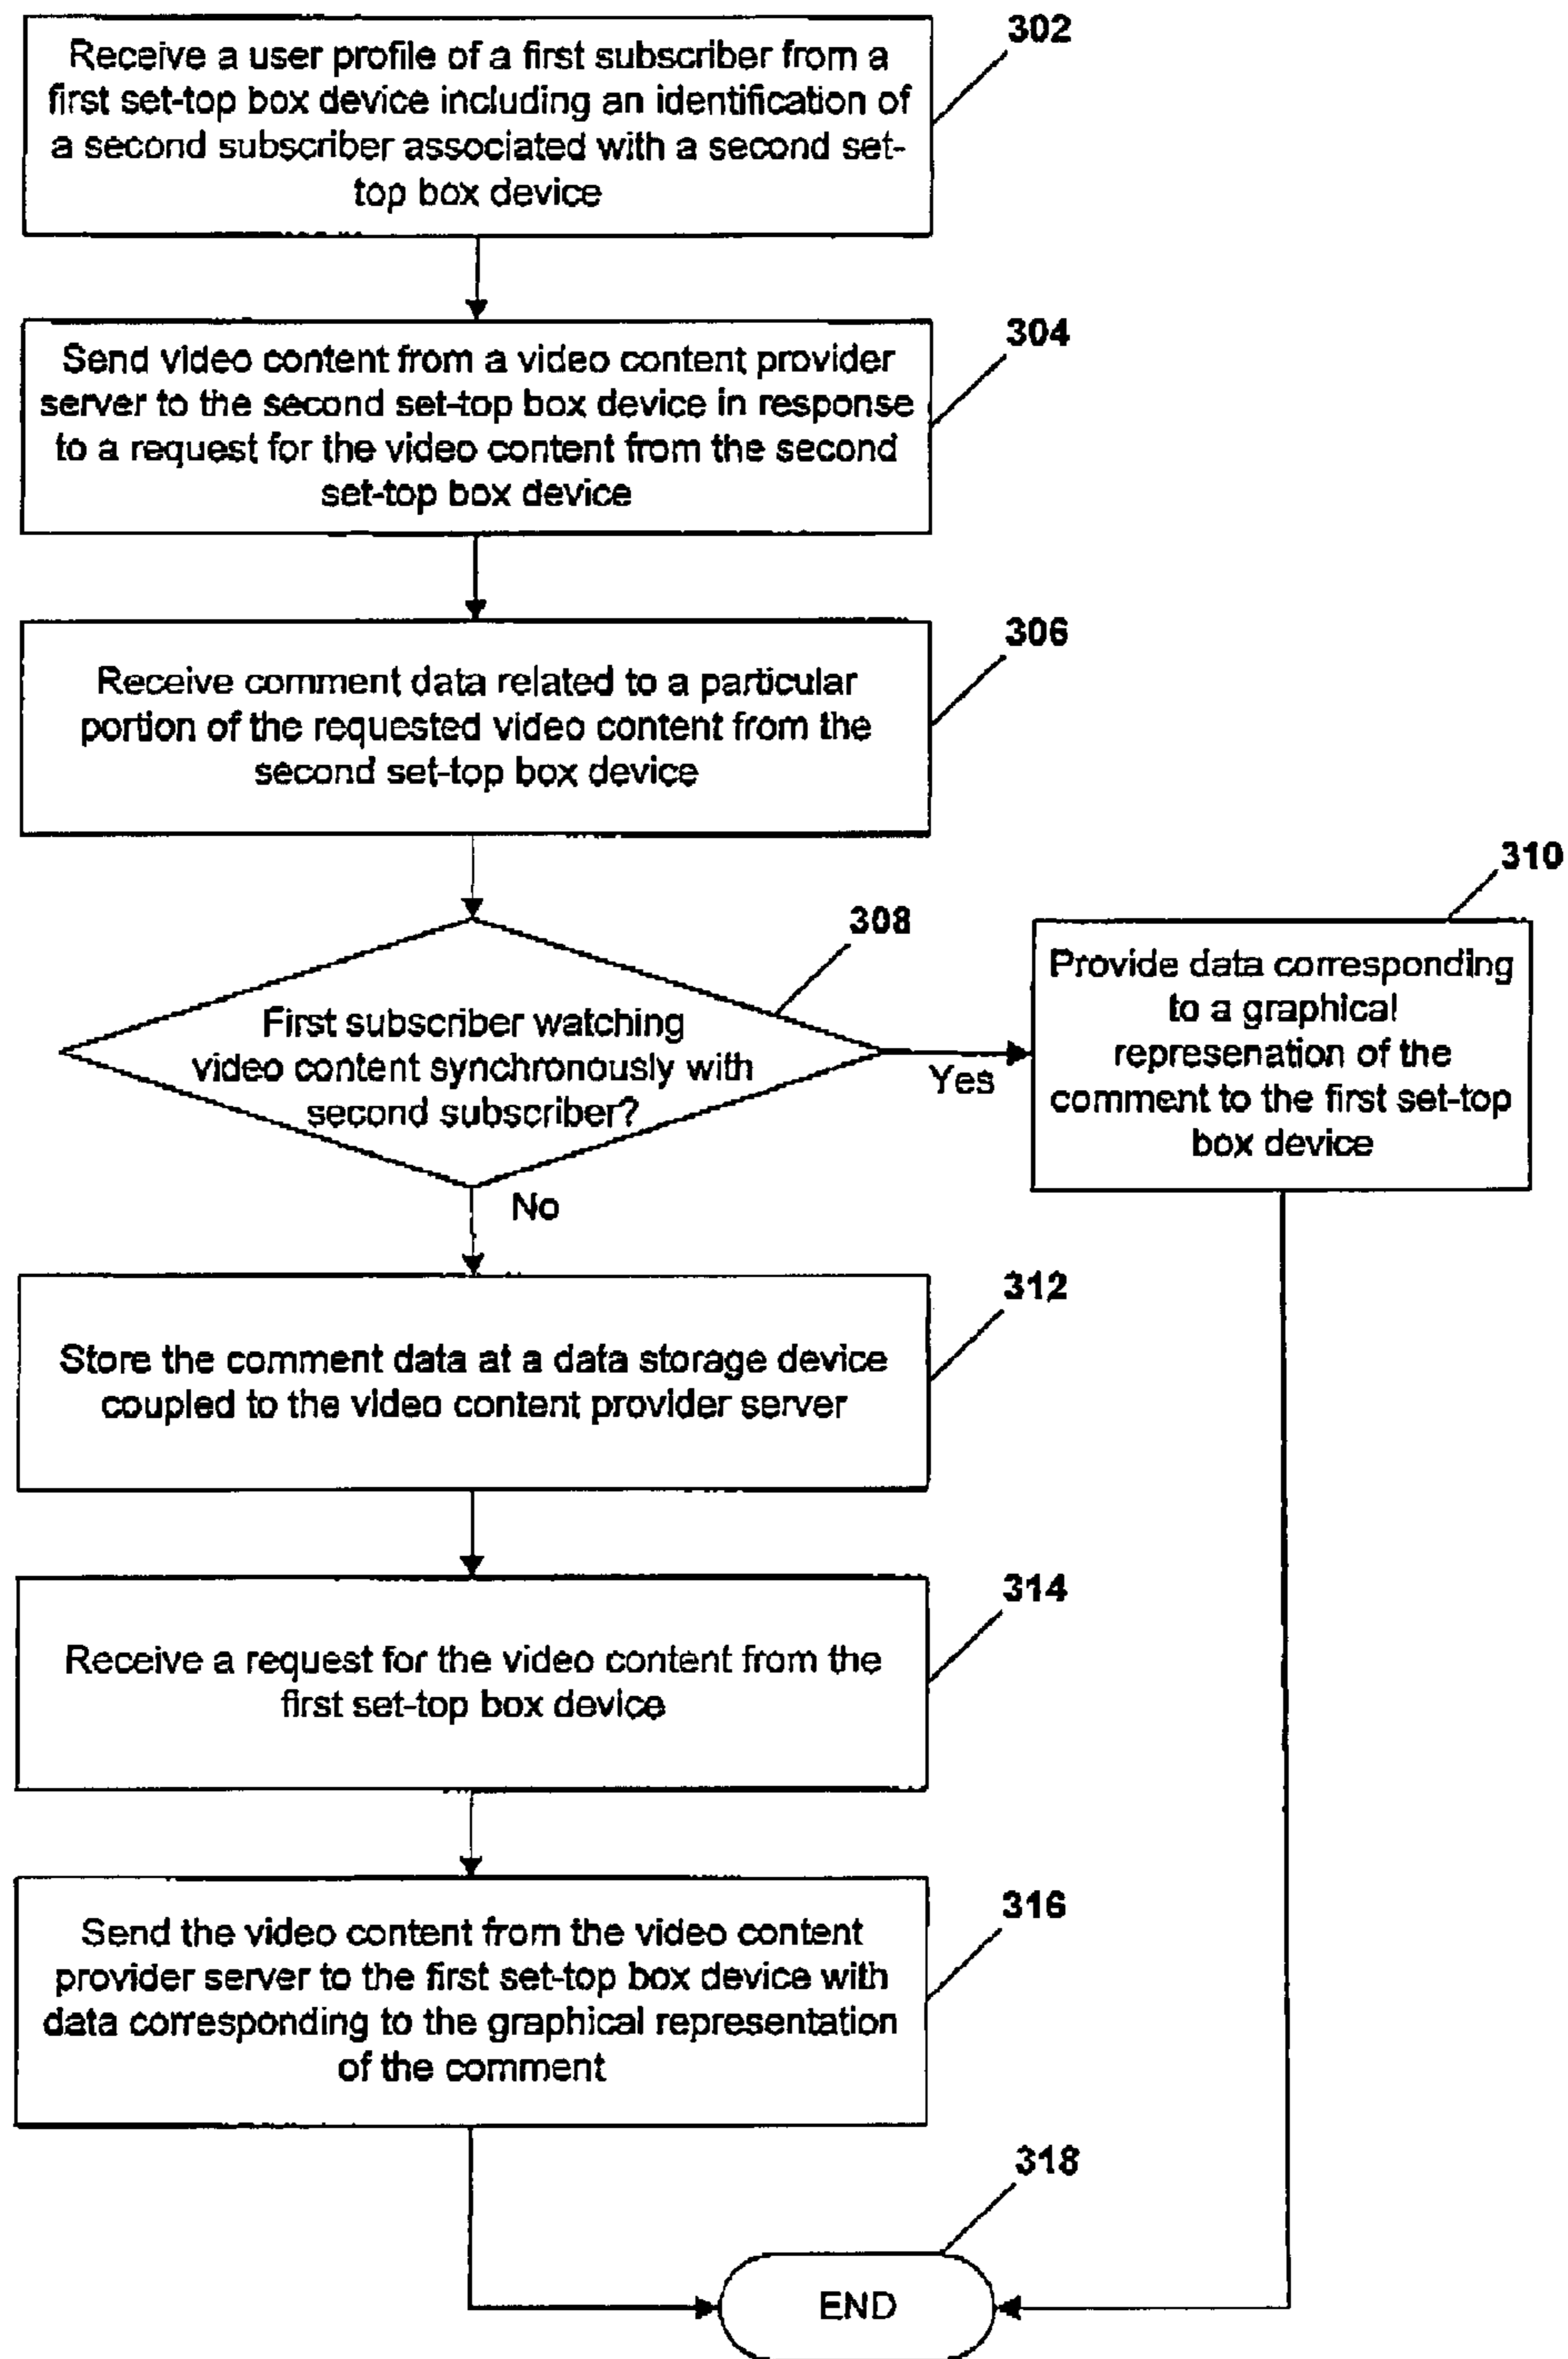 302
Receive a user profile of a first subscriber from a
first set-top box device including an identification of
a second subscriber associated with a second set-
top box device
304
Send video content from a video content provider
server to the second set-top box device in response
to a request for the video content from the second
set-top box device
306
Receive comment data related to a particular
portion of the requested video content from the
second set-top box device
308
First subscriber watching
video content synchronously with
second subscriber?
Yes
310
Provide data corresponding
to a graphical
represenation of the
comment to the first set-top
box device
No
312
Store the comment data at a data storage device
coupled to the video content provider server
314
Receive a request for the video content from the
first set-top box device
316
Send the video content from the video content
provider server to the first set-top box device with
data corresponding to the graphical representation
of the comment
318
END